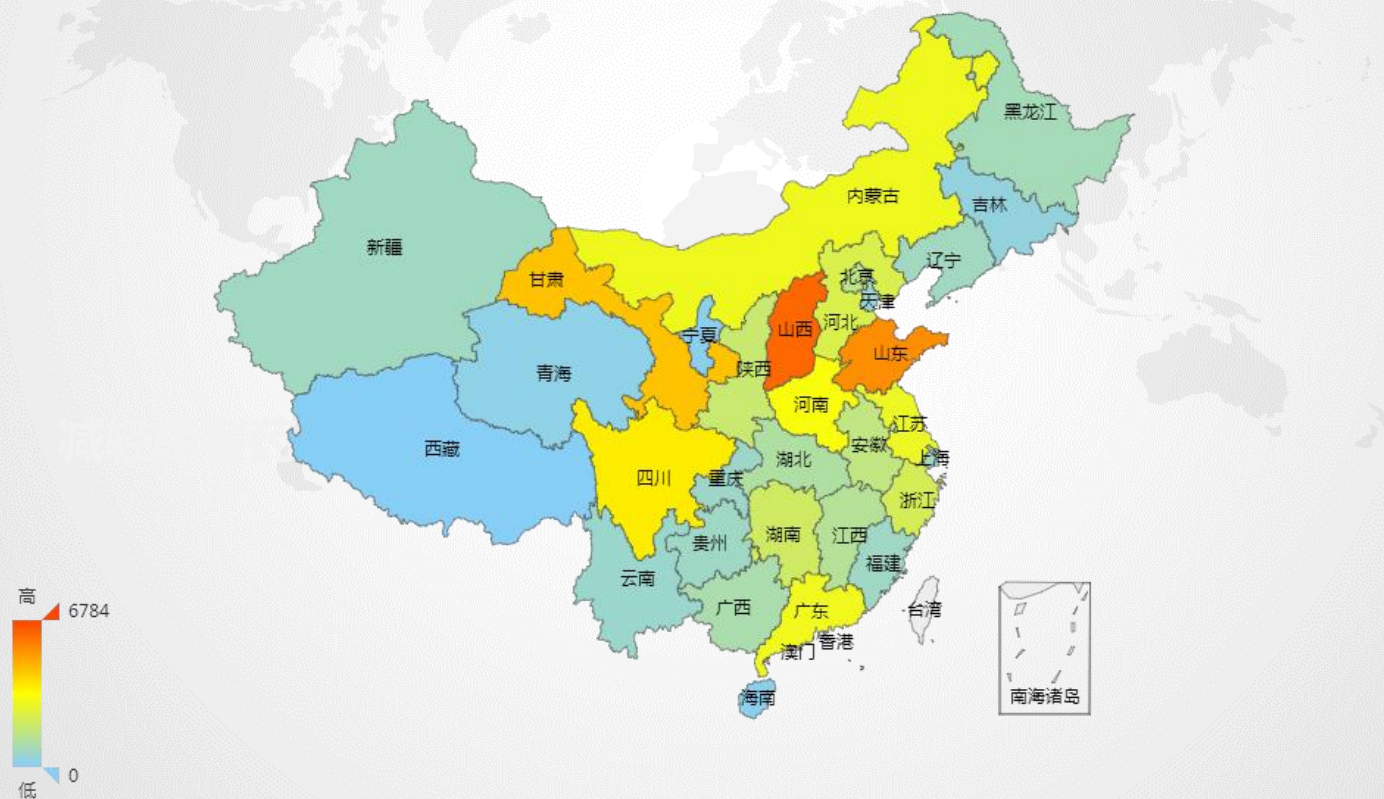 黑龙江
内蒙古
吉林
新疆
辽宁
北京
甘肃
天津
河北
山西
宁夏
山东
陕西
青海
河南
江苏
安徽
西藏
上海
湖北
四川
重庆
浙江
湖南
江西
贵州
福建
云南
广西
广东
台湾
香港
澳门
海南
南海诸岛
高
6784
0
低